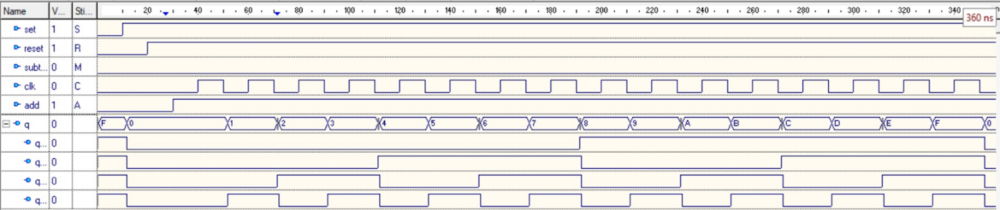 Name V... Sti... 20 40 60 80 100 120 140 160 180 200 220 240 260 280 300 320 340 360 ns
set 1 S
reset 1 R
subt... 0 M
clk 0 C
add 1 A
q 0 F 0 1 2 3 4 5 6 7 8 9 A B C D E F 0
q... 0
q... 0
q... 0
q... 0